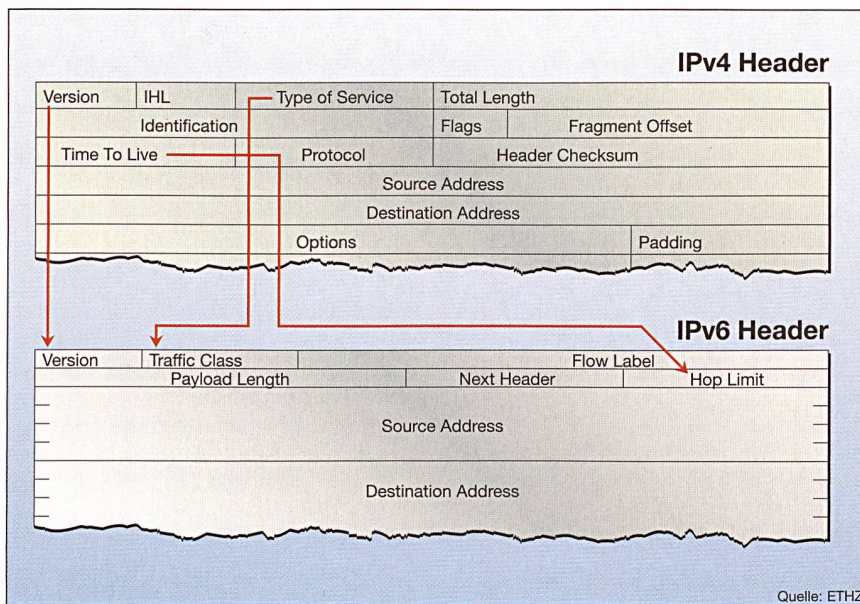 IPv4 Header
Version IHL Type of Service Total Length
Identification Flags Fragment Offset
Time To Live Protocol Header Checksum
Source Address
Destination Address
Options Padding
IPv6 Header
Version Traffic Class Flow Label
Payload Length Next Header Hop Limit
Source Address
Destination Address
Quelle: ETHZ